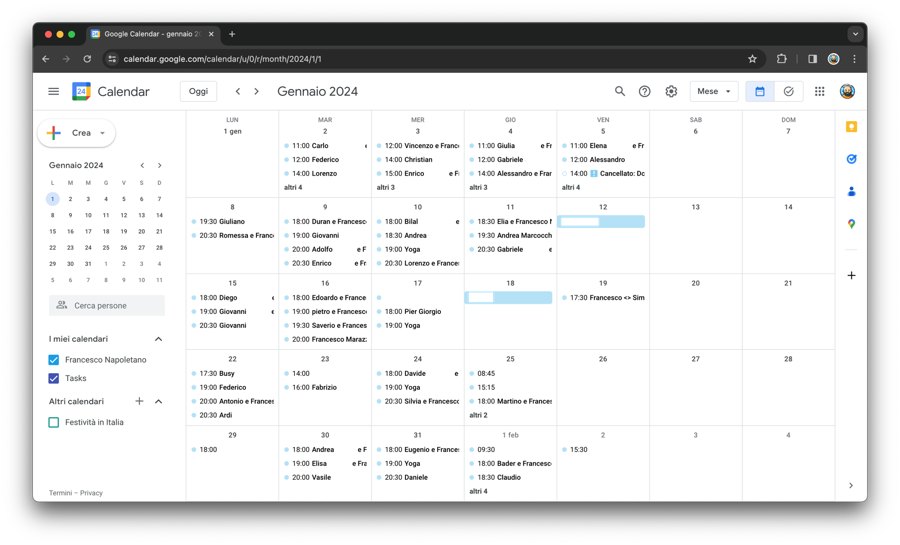 Google Calendar - gennaio 20
calendar.google.com/calendar/u/0/r/month/2024/1/1
24 Calendar Oggi Gennaio 2024 Mese
Crea
Gennaio 2024
L M M G V S D
1 2 3 4 5 6 7
8 9 10 11 12 13 14
15 16 17 18 19 20 21
22 23 24 25 26 27 28
29 30 31 1 2 3 4
5 6 7 8 9 10 11
Cerca persone
I miei calendari
Francesco Napoletano
Tasks
Altri calendari
Festività in Italia
Termini – Privacy
LUN MAR MER GIO VEN SAB DOM
1 gen
2
11:00 Carlo e
12:00 Federico
14:00 Lorenzo
altri 4
3
12:00 Vincenzo e Franc
14:00 Christian
15:00 Enrico e F
altri 3
4
11:00 Giulia e Fr
12:00 Gabriele
14:00 Alessandro e Fran
altri 3
5
11:00 Elena e Fr
12:00 Alessandro
14:00 Cancellato: Do
altri 4
6
7
8
19:30 Giuliano
20:30 Romessa e Franc
9
18:00 Duran e Francesc
19:00 Giovanni
20:00 Adolfo e F
20:30 Enrico e Fr
10
18:00 Bilal e
18:30 Andrea
19:00 Yoga
20:30 Lorenzo e Frances
11
18:30 Elia e Francesco N
19:30 Andrea Marcocch
20:30 Gabriele e
12
13
14
15
18:00 Diego e
19:00 Giovanni e
20:30 Giovanni
16
18:00 Edoardo e France
19:00 pietro e Francesc
19:30 Saverio e Frances
20:00 Francesco Maraz
17
18:00 Pier Giorgio
19:00 Yoga
18
19
17:30 Francesco <> Sim
20
21
22
17:30 Busy
19:00 Federico
20:00 Antonio e Frances
20:30 Ardi
23
14:00
16:00 Fabrizio
24
18:00 Davide e
19:00 Yoga
20:30 Silvia e Francesco
25
08:45
15:15
18:00 Martino e Frances
altri 2
26
27
28
29
18:00
30
18:00 Andrea e F
19:00 Elisa e Fra
20:00 Vasile
31
18:00 Eugenio e Frances
19:00 Yoga
20:30 Daniele
1 feb
09:30
18:00 Bader e Francesc
18:30 Claudio
altri 4
2
15:30
3
4